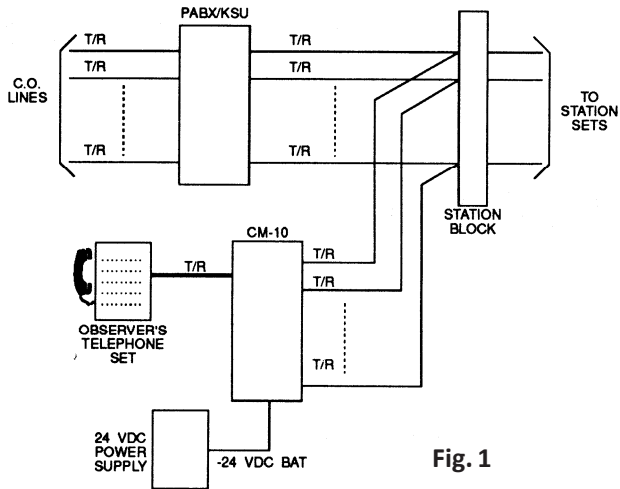 PABX/KSU
T/R
T/R
C.O.
LINES
T/R
T/R
T/R
T/R
TO
STATION
SETS
STATION
BLOCK
CM-10
T/R
T/R
T/R
T/R
OBSERVER'S
TELEPHONE
SET
24 VDC
POWER
SUPPLY
-24 VDC BAT
Fig. 1